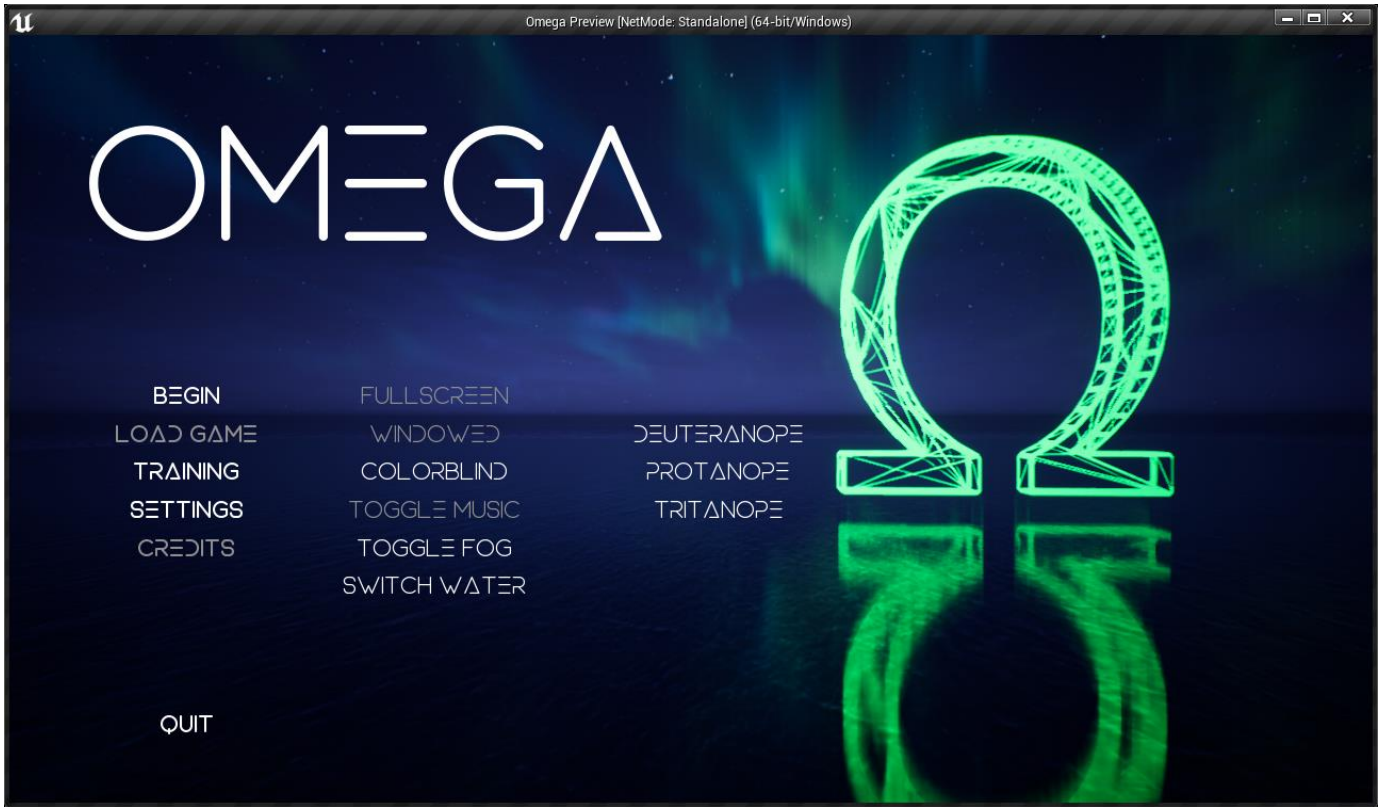 Omega Preview [NetMode: Standalone] (64-bit/Windows)
OMEGA
BEGIN
LOAD GAME
TRAINING
SETTINGS
CREDITS
QUIT
FULLSCREEN
WINDOWED
COLORBLIND
TOGGLE MUSIC
TOGGLE FOG
SWITCH WATER
DEUTERANOPE
PROTANOPE
TRITANOPE
Ω